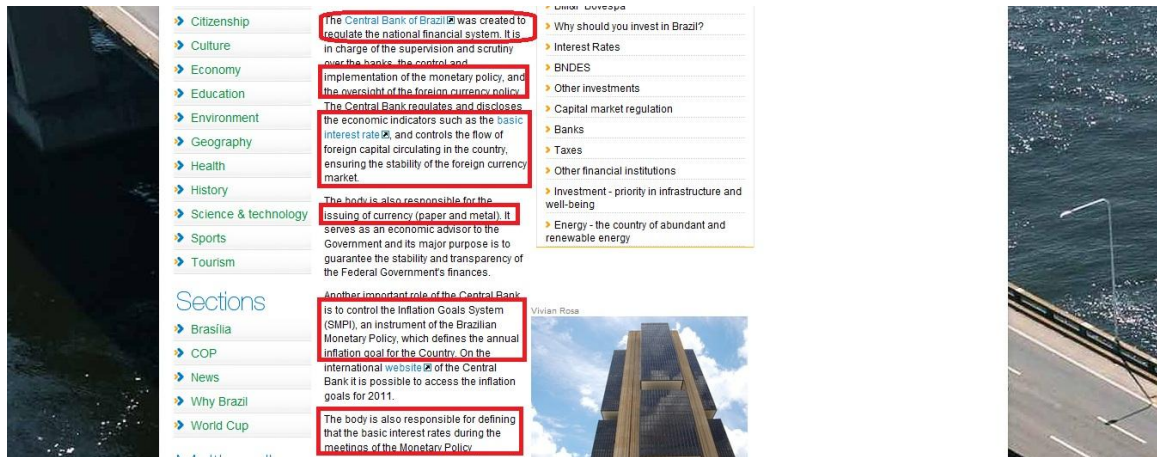 Citizenship
Culture
Economy
Education
Environment
Geography
Health
History
Science & technology
Sports
Tourism
Sections
Brasília
COP
News
Why Brazil
World Cup
The Central Bank of Brazil was created to
regulate the national financial system. It is
in charge of the supervision and scrutiny
over the banks, the control and
implementation of the monetary policy, and
the oversight of the foreign currency policy.
The Central Bank regulates and discloses
the economic indicators such as the basic
interest rate, and controls the flow of
foreign capital circulating in the country,
ensuring the stability of the foreign currency
market.
The body is also responsible for the
issuing of currency (paper and metal). It
serves as an economic advisor to the
Government and its major purpose is to
guarantee the stability and transparency of
the Federal Government's finances.
Another important role of the Central Bank
is to control the Inflation Goals System
(SMPI), an instrument of the Brazilian
Monetary Policy, which defines the annual
inflation goal for the Country. On the
international website of the Central
Bank it is possible to access the inflation
goals for 2011.
The body is also responsible for defining
that the basic interest rates during the
meetings of the Monetary Policy
Why should you invest in Brazil?
Interest Rates
BNDES
Other investments
Capital market regulation
Banks
Taxes
Other financial institutions
Investment - priority in infrastructure and
well-being
Energy - the country of abundant and
renewable energy
Vivian Rosa